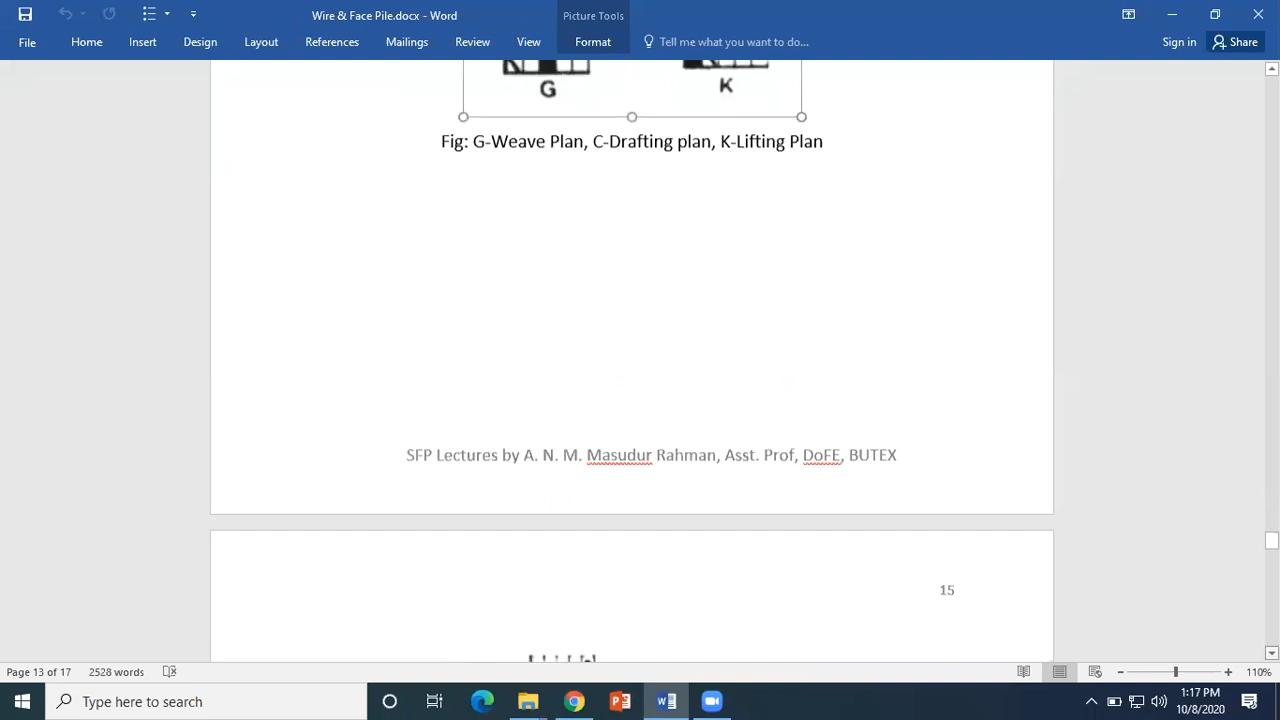 Wire & Face Pile.docx - Word
Picture Tools
File
Home
Insert
Design
Layout
References
Mailings
Review
View
Format
Tell me what you want to do...
Sign in
Share
G
K
Fig: G-Weave Plan, C-Drafting plan, K-Lifting Plan
SFP Lectures by A. N. M. Masudur Rahman, Asst. Prof, DoFE, BUTEX
15
Page 13 of 17
2528 words
110%
Type here to search
1:17 PM
10/8/2020